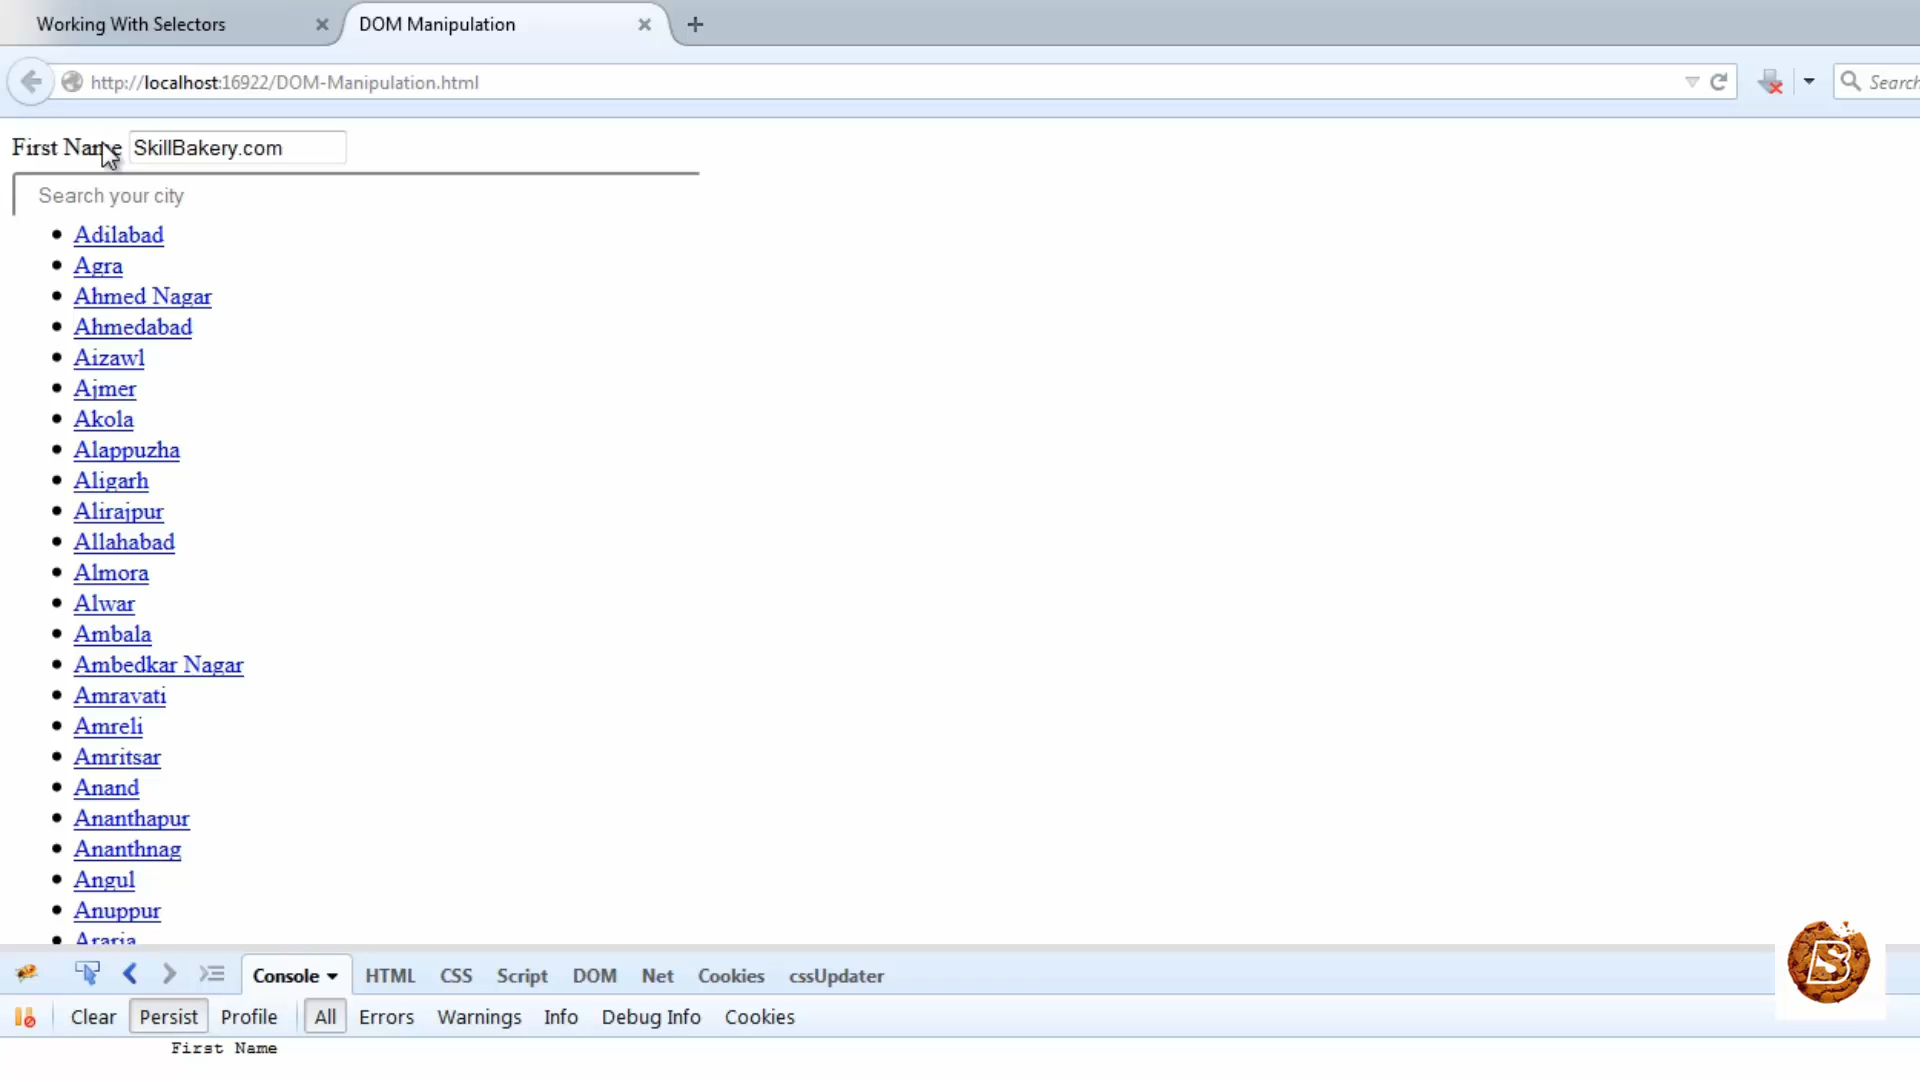 Working With Selectors
DOM Manipulation
http://localhost:16922/DOM-Manipulation.html
Search
First Name SkillBakery.com
Search your city
Adilabad
Agra
Ahmed Nagar
Ahmedabad
Aizawl
Ajmer
Akola
Alappuzha
Aligarh
Alirajpur
Allahabad
Almora
Alwar
Ambala
Ambedkar Nagar
Amravati
Amreli
Amritsar
Anand
Ananthapur
Ananthnag
Angul
Anuppur
Araria
Console HTML CSS Script DOM Net Cookies cssUpdater
Clear Persist Profile All Errors Warnings Info Debug Info Cookies
First Name